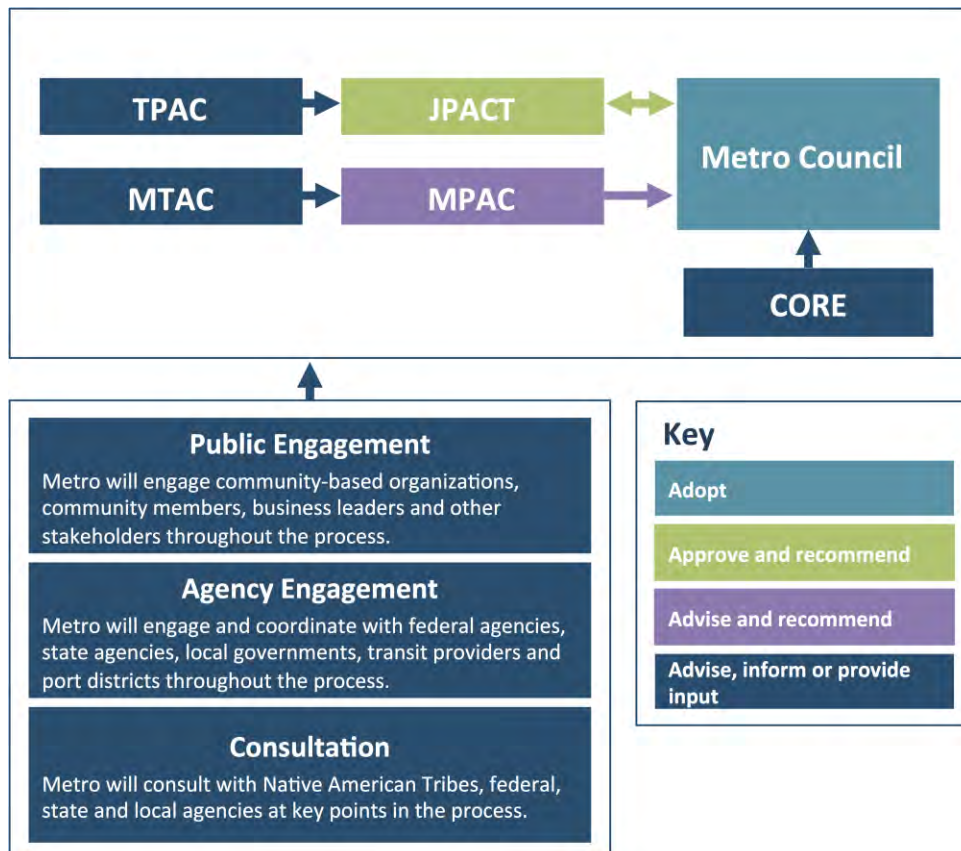 TPAC
JPACT
Metro Council
MTAC
MPAC
CORE
Public Engagement
Metro will engage community-based organizations,
community members, business leaders and other
stakeholders throughout the process.
Agency Engagement
Metro will engage and coordinate with federal agencies,
state agencies, local governments, transit providers and
port districts throughout the process.
Consultation
Metro will consult with Native American Tribes, federal,
state and local agencies at key points in the process.
Key
Adopt
Approve and recommend
Advise and recommend
Advise, inform or provide
input